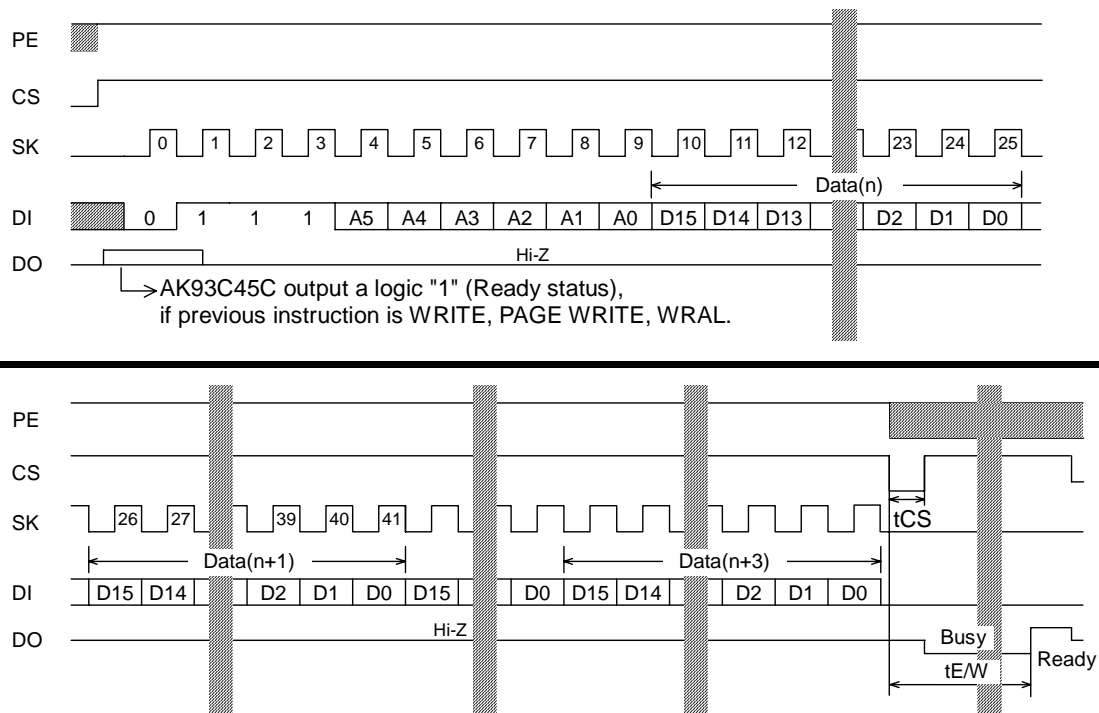 PE
CS
SK 0 1 2 3 4 5 6 7 8 9 10 11 12 23 24 25
Data(n)
DI 0 1 1 1 A5 A4 A3 A2 A1 A0 D15 D14 D13 D2 D1 D0
DO Hi-Z
AK93C45C output a logic "1" (Ready status),
if previous instruction is WRITE, PAGE WRITE, WRAL.
PE
CS
SK 26 27 39 40 41 tCS
Data(n+1) Data(n+3)
DI D15 D14 D2 D1 D0 D15 D0 D15 D14 D2 D1 D0
DO Hi-Z Busy
tE/W Ready